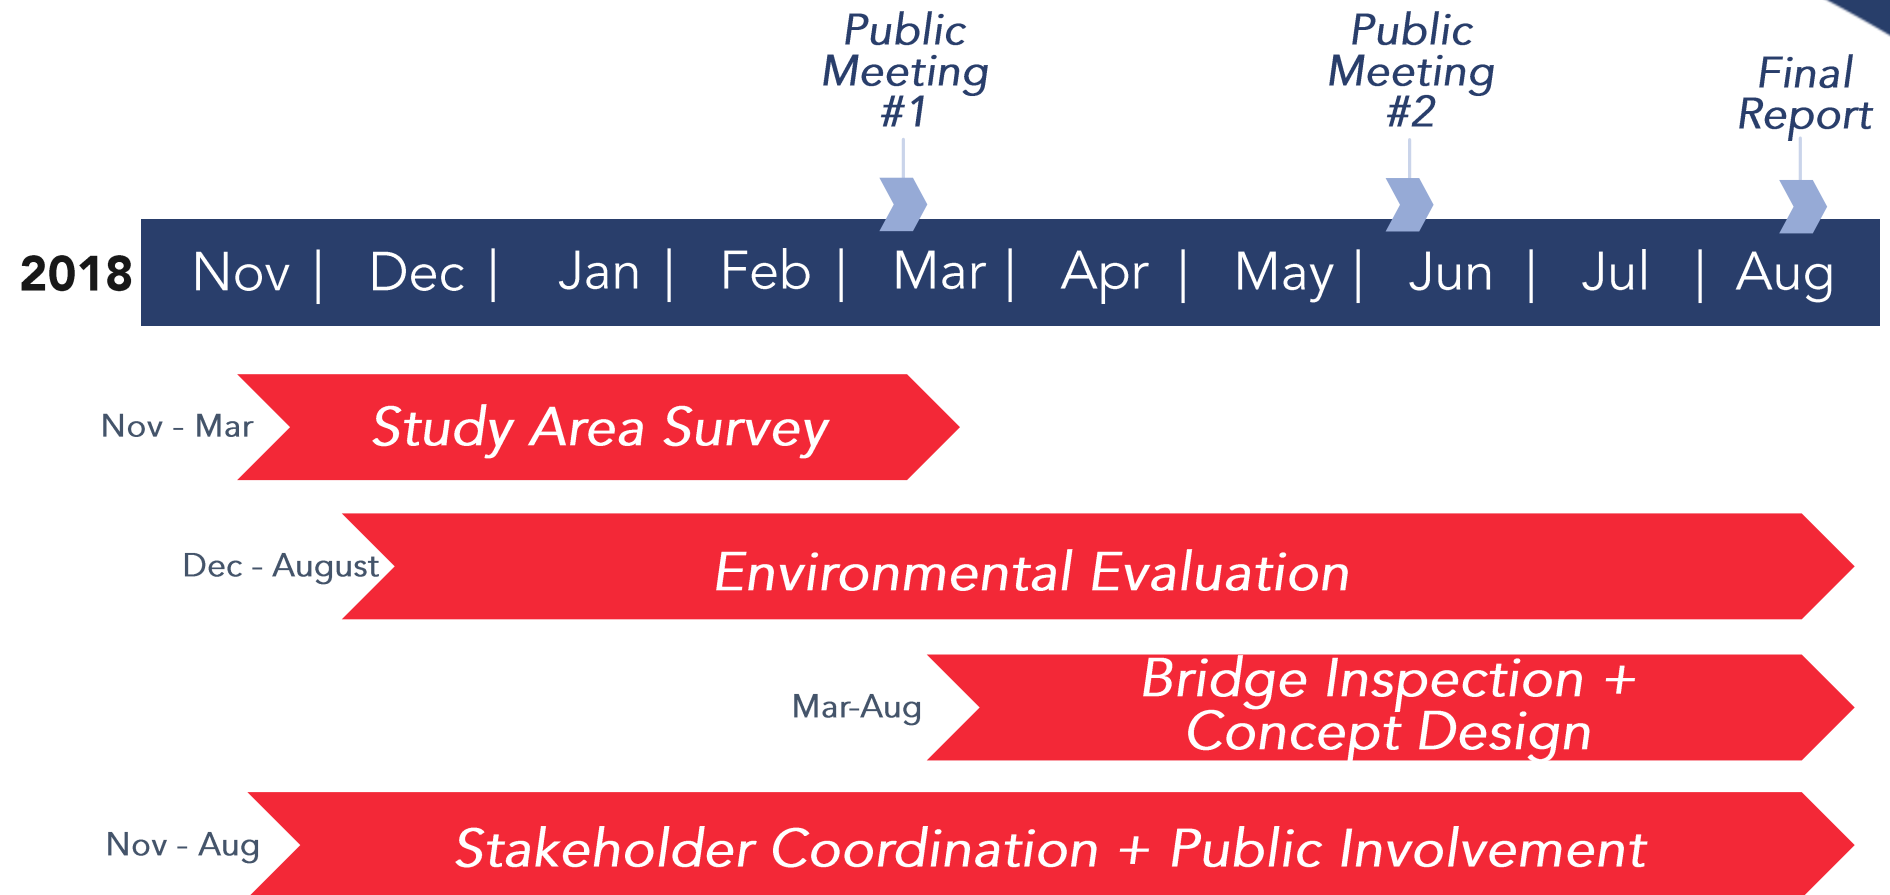 Public
Meeting
#1
Public
Meeting
#2
Final
Report
2018 Nov | Dec | Jan | Feb | Mar | Apr | May | Jun | Jul | Aug
Nov - Mar
Study Area Survey
Dec - August
Environmental Evaluation
Mar-Aug
Bridge Inspection +
Concept Design
Nov - Aug
Stakeholder Coordination + Public Involvement